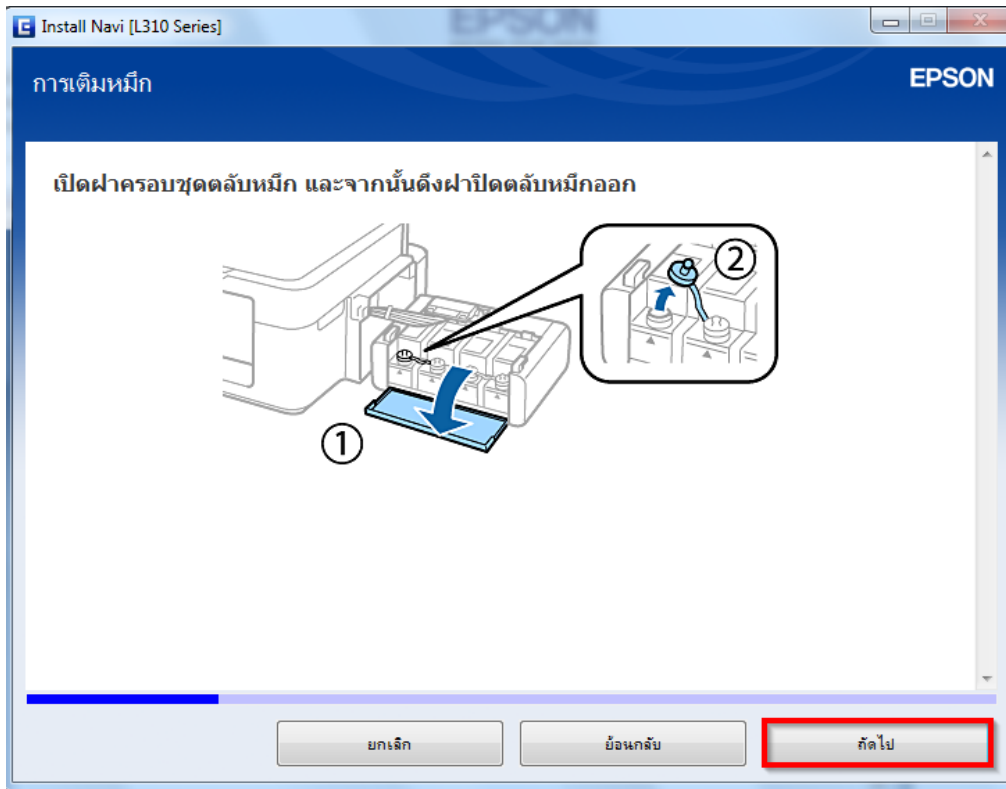 EPSON
Install Navi [L310 Series]
การเติมหมึก
EPSON
เปิดฝาครอบชุดตลับหมึก และจากนั้นดึงฝาปิดตลับหมึกออก
②
①
ยกเลิก
ย้อนกลับ
ถัดไป